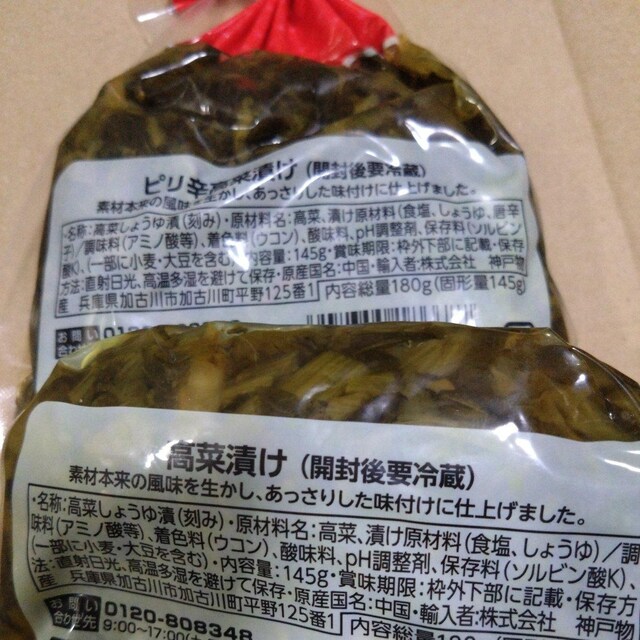 ピリ辛高菜漬け（開封後要冷蔵）
素材本来の風味を生かし、あっさりした味付けに仕上げました。
・名称：高菜しょうゆ漬（刻み）・原材料名：高菜、漬け原材料（食塩、しょうゆ、唐辛
子）/調味料（アミノ酸等）、着色料（ウコン）、酸味料、pH調整剤、保存料（ソルビン
酸K）、（一部に小麦・大豆を含む）・内容量：145g・賞味期限：枠外下部に記載・保存
方法：直射日光、高温多湿を避けて保存・原産国名：中国・輸入者：株式会社 神戸物
産 兵庫県加古川市加古川町平野125番1
内容総量180g（固形量145g）
お問い
高菜漬け（開封後要冷蔵）
素材本来の風味を生かし、あっさりした味付けに仕上げました。
・名称：高菜しょうゆ漬（刻み）・原材料名：高菜、漬け原材料（食塩、しょうゆ）/調
味料（アミノ酸等）、着色料（ウコン）、酸味料、pH調整剤、保存料（ソルビン酸K）、
（一部に小麦・大豆を含む）・内容量：145g・賞味期限：枠外下部に記載・保存方
法：直射日光、高温多湿を避けて保存・原産国名：中国・輸入者：株式会社 神戸物
産 兵庫県加古川市加古川町平野125番1
お問い
合わせ先
0120-808348
9:00～17:00
内容総量